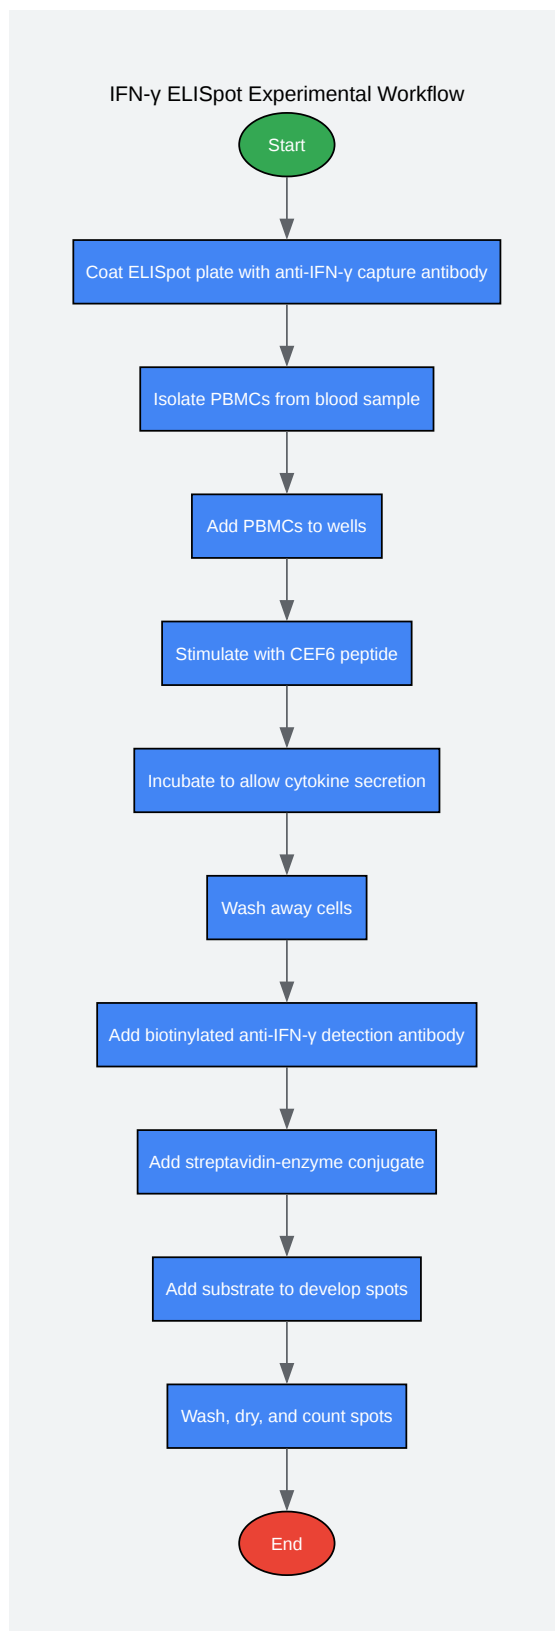 IFN-γ ELISpot Experimental Workflow
Start
Coat ELISpot plate with anti-IFN-γ capture antibody
Isolate PBMCs from blood sample
Add PBMCs to wells
Stimulate with CEF6 peptide
Incubate to allow cytokine secretion
Wash away cells
Add biotinylated anti-IFN-γ detection antibody
Add streptavidin-enzyme conjugate
Add substrate to develop spots
Wash, dry, and count spots
End